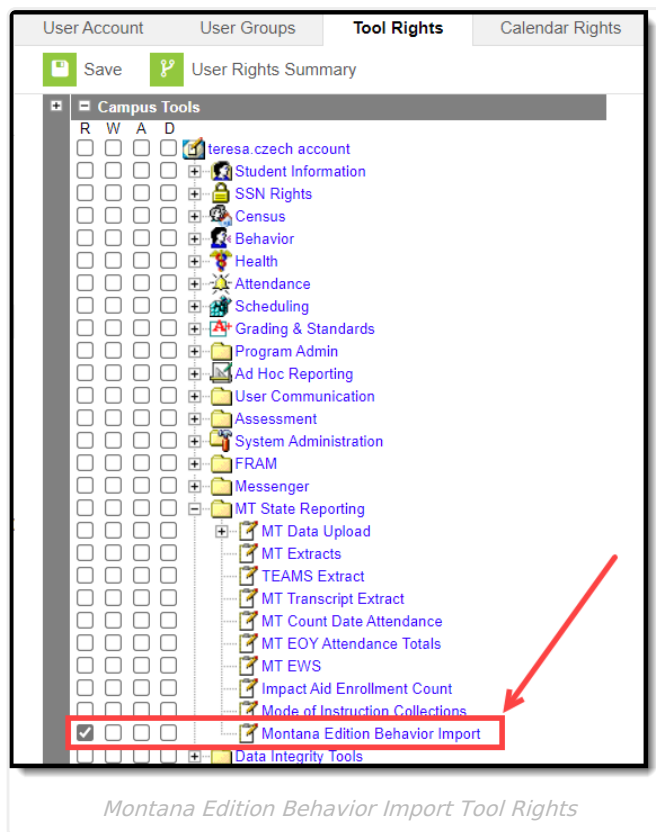 User Account User Groups Tool Rights Calendar Rights
Save User Rights Summary
Campus Tools
R W A D
teresa.czech account
Student Information
SSN Rights
Census
Behavior
Health
Attendance
Scheduling
Grading & Standards
Program Admin
Ad Hoc Reporting
User Communication
Assessment
System Administration
FRAM
Messenger
MT State Reporting
MT Data Upload
MT Extracts
TEAMS Extract
MT Transcript Extract
MT Count Date Attendance
MT EOY Attendance Totals
MT EWS
Impact Aid Enrollment Count
Mode of Instruction Collections
Montana Edition Behavior Import
Data Integrity Tools
Montana Edition Behavior Import Tool Rights